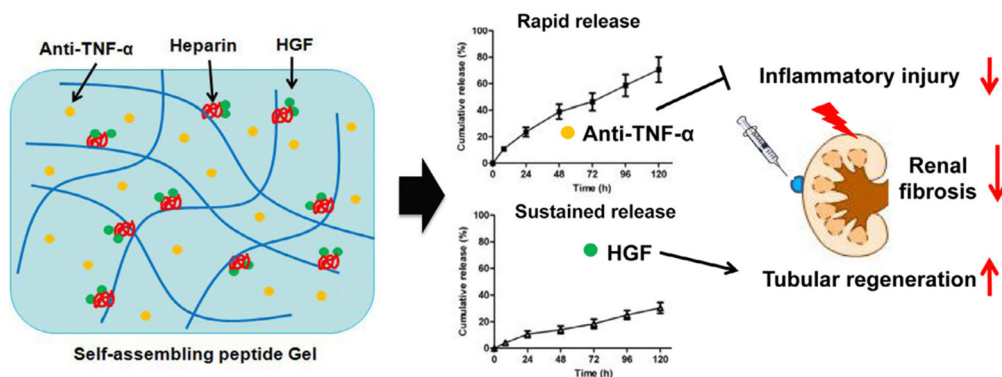 Anti-TNF-α
Heparin
HGF
Self-assembling peptide Gel
Rapid release
Cumulative release (%)
100
80
60
40
20
0
Anti-TNF-α
0 24 48 72 96 120
Time (h)
Sustained release
Cumulative release (%)
100
80
60
40
20
0
HGF
0 24 48 72 96 120
Time (h)
Inflammatory injury
Renal
fibrosis
Tubular regeneration